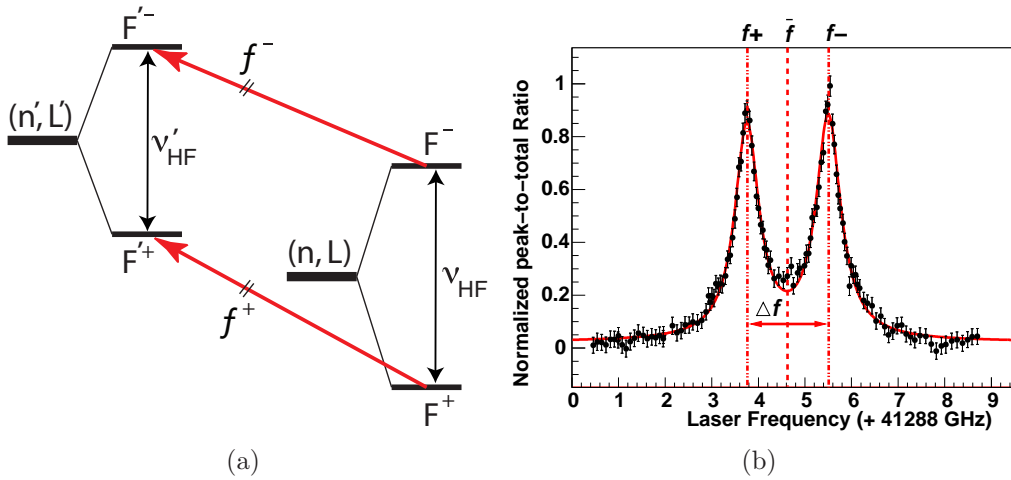 F'-
f-
(n', L')
ν'HF
F-
F'+
(n, L)
νHF
f+
F+
(a)
f+ f̄ f-
Normalized peak-to-total Ratio
1
0.8
0.6
0.4
0.2
0
△f
0 1 2 3 4 5 6 7 8 9
Laser Frequency (+ 41288 GHz)
(b)